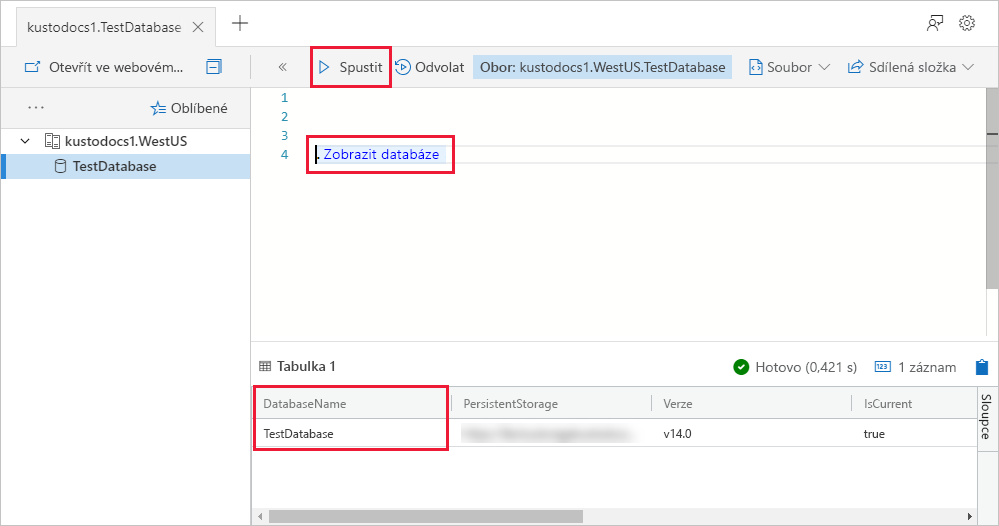 kustodocs1.TestDatabase
Otevřít ve webovém...
Spustit
Odvolat
Obor: kustodocs1.WestUS.TestDatabase
Soubor
Sdílená složka
Oblíbené
kustodocs1.WestUS
TestDatabase
1
2
3
4 . Zobrazit databáze
Tabulka 1
Hotovo (0,421 s)
123 1 záznam
DatabaseName PersistentStorage Verze IsCurrent
TestDatabase v14.0 true
Sloupce